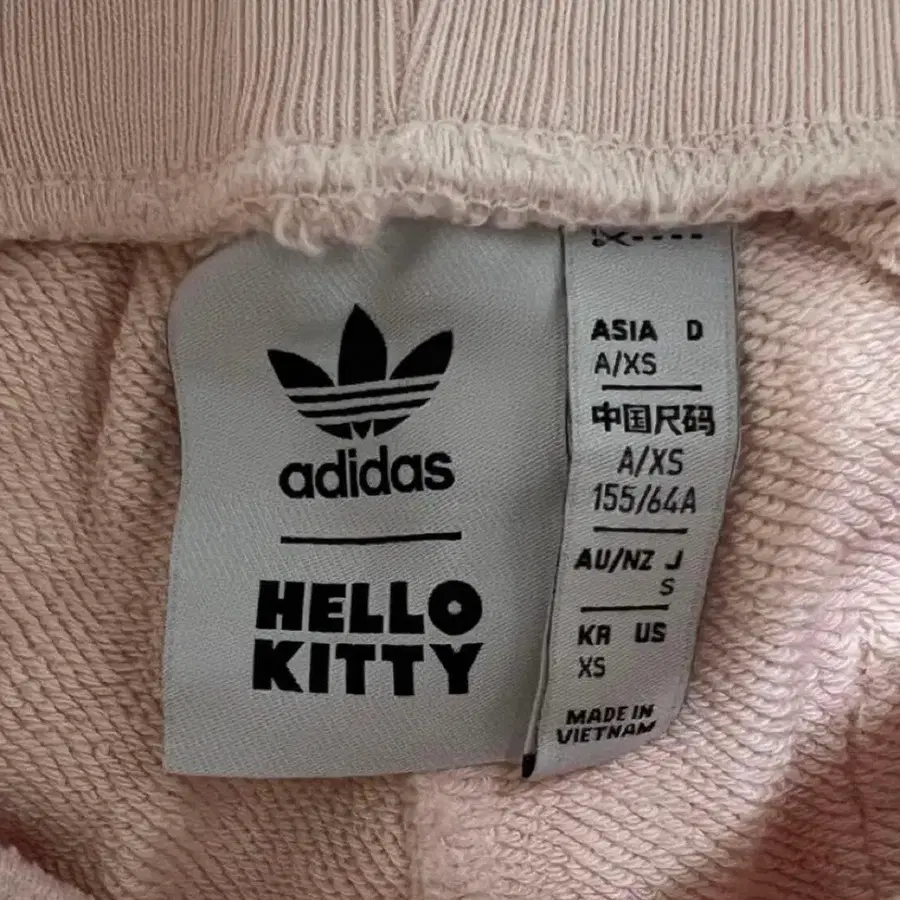 adidas
HELLO
KITTY
ASIA D
A/XS
中国尺码
A/XS
155/64A
AU/NZ J
S
KR US
XS
MADE IN
VIETNAM